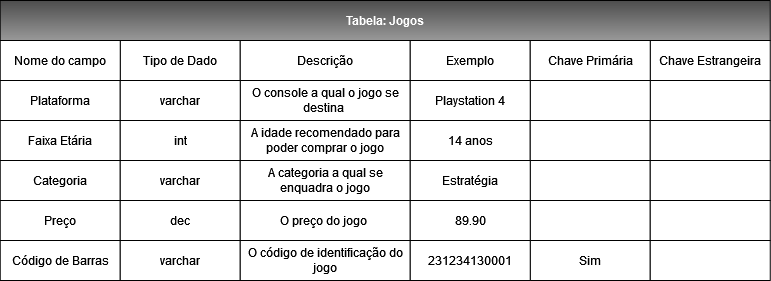 Tabela: Jogos
Nome do campo Tipo de Dado Descrição Exemplo Chave Primária Chave Estrangeira
Plataforma varchar O console a qual o jogo se destina Playstation 4
Faixa Etária int A idade recomendado para poder comprar o jogo 14 anos
Categoria varchar A categoria a qual se enquadra o jogo Estratégia
Preço dec O preço do jogo 89.90
Código de Barras varchar O código de identificação do jogo 231234130001 Sim